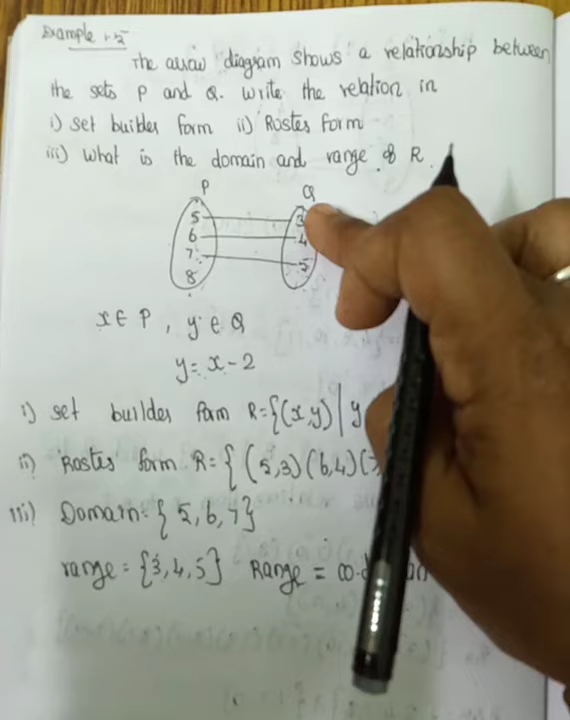 Example 1.5
The arrow diagram shows a relationship between
the sets P and Q. Write the relation in
i) set builder form ii) Roster form
iii) What is the domain and range of R.
P Q
5 3
6 4
7 5
8
x ∈ P, y ∈ Q
y = x - 2
i) set builder form R = {(x,y) | y
ii) Roster form R = { (5,3) (6,4) (
iii) Domain = { 5, 6, 7 }
range = {3, 4, 5} Range =